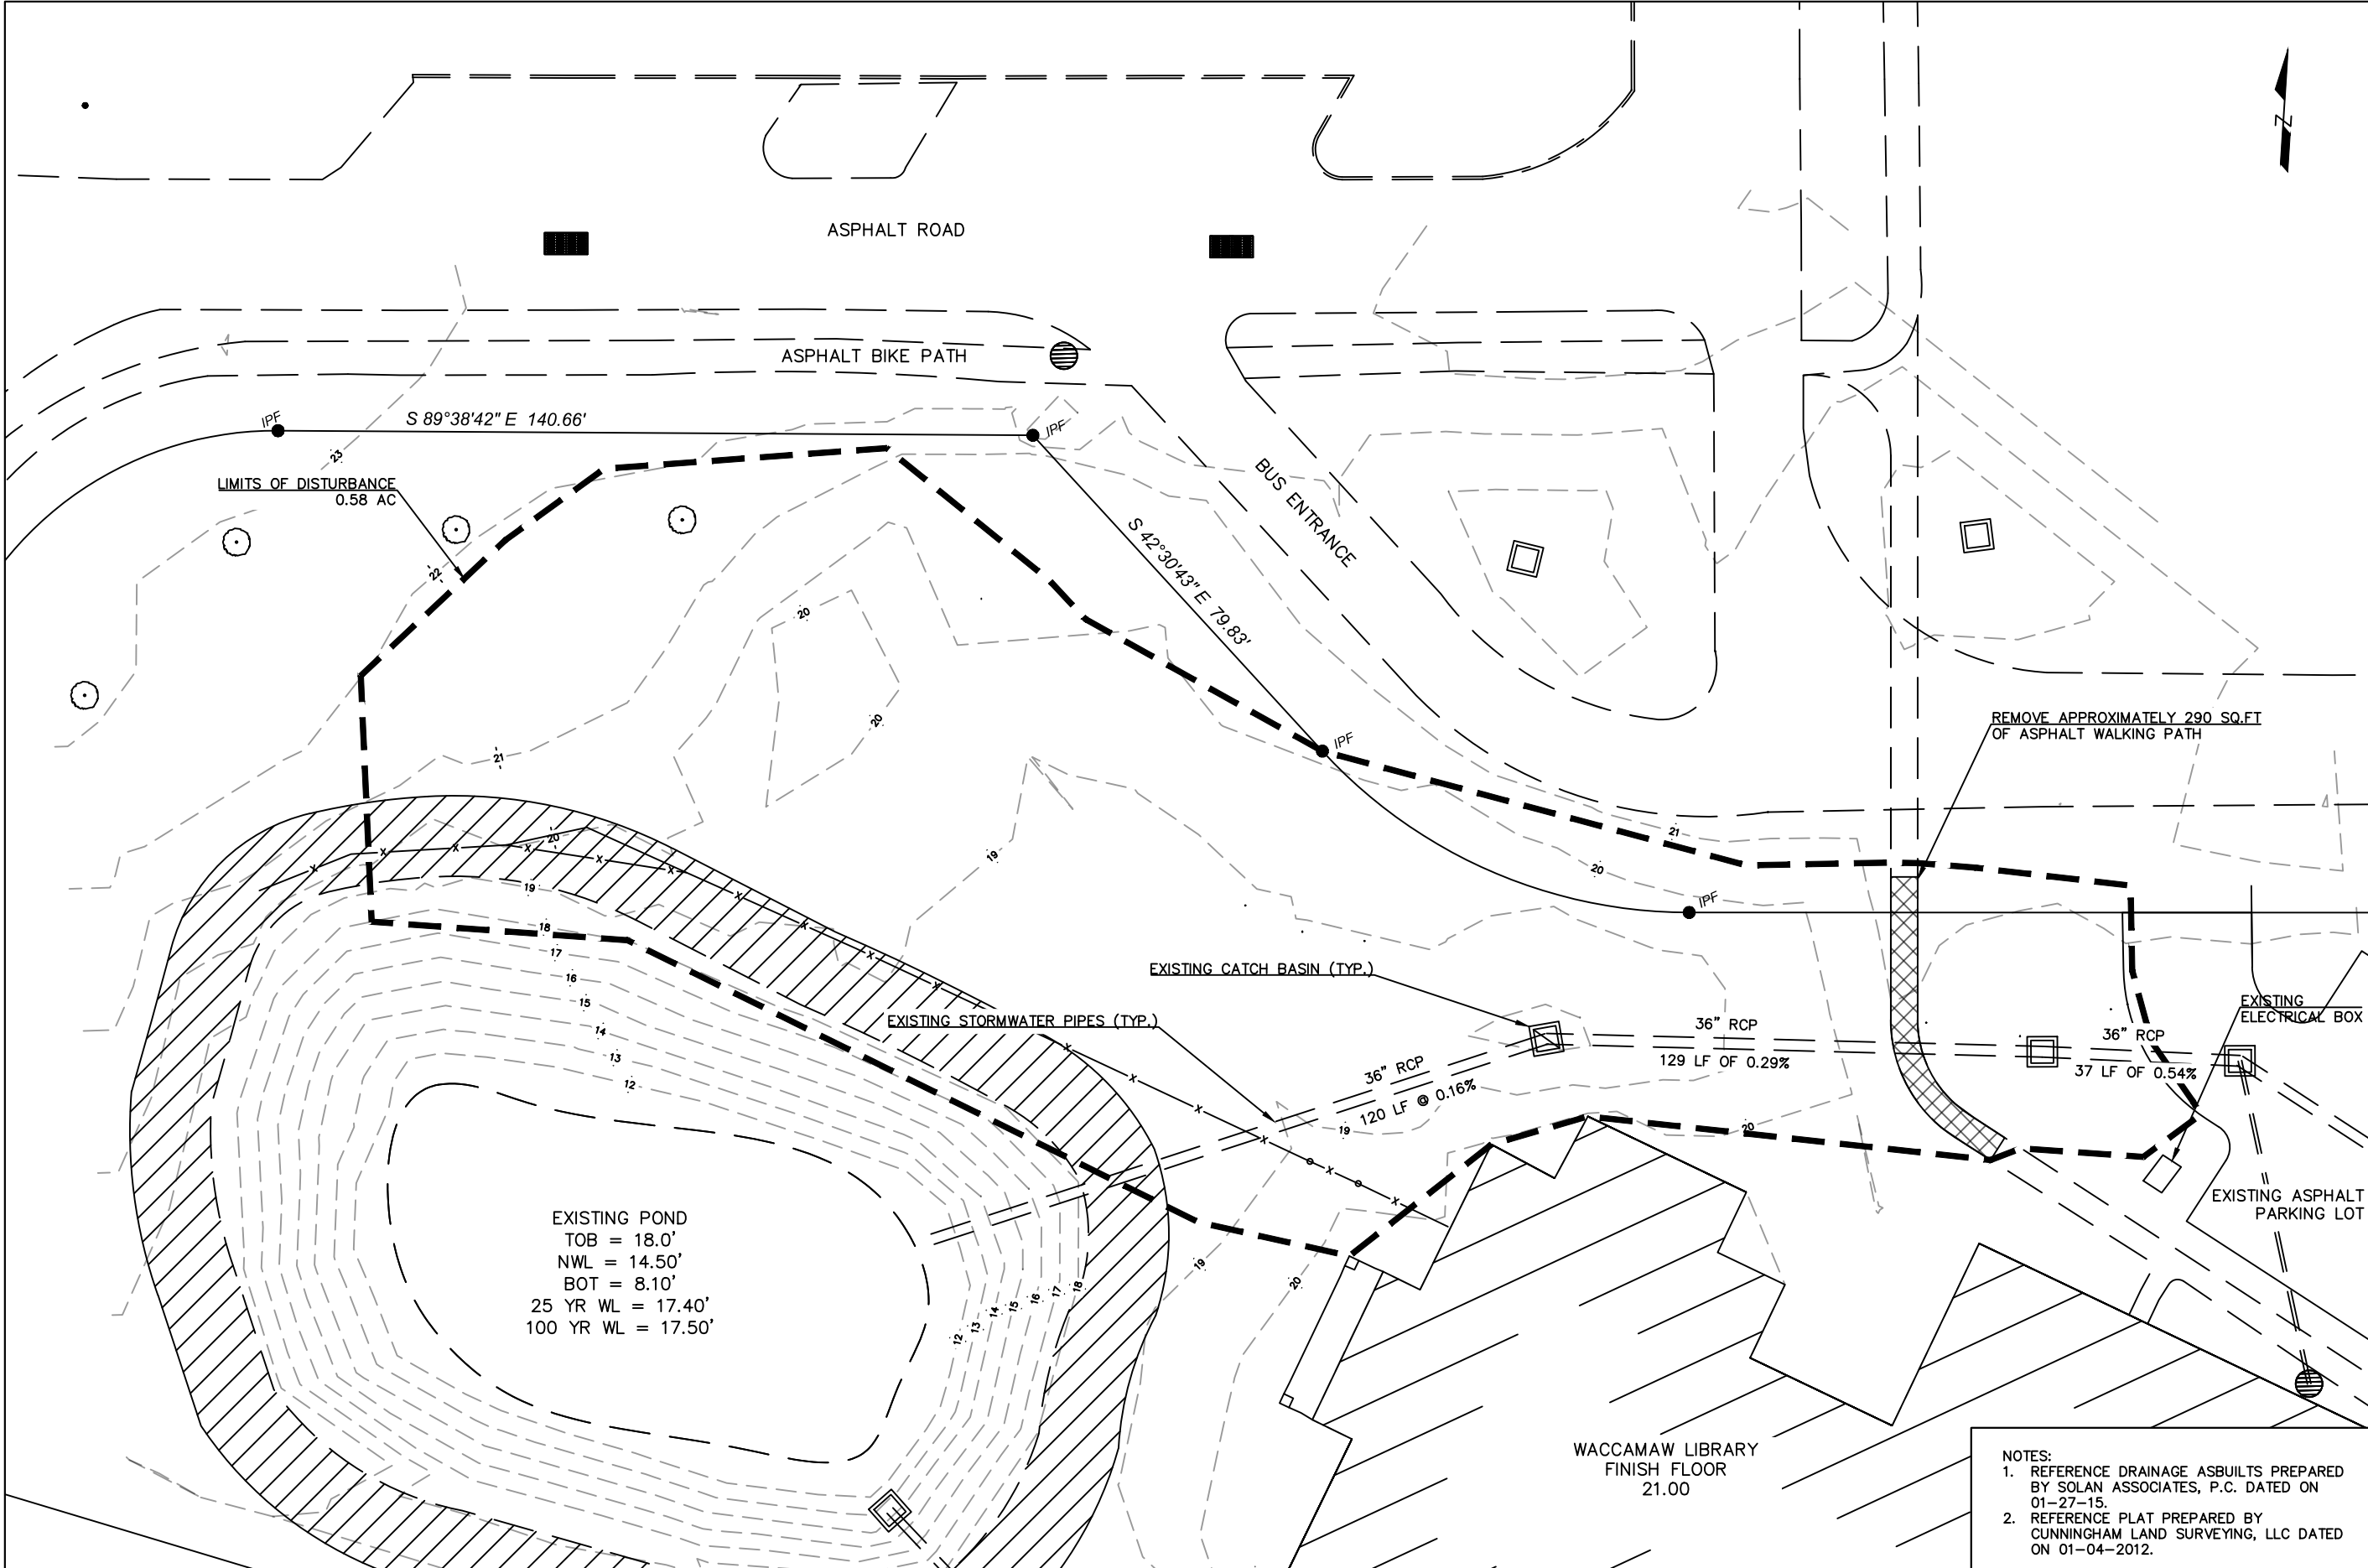 Z
ASPHALT ROAD
ASPHALT BIKE PATH
IPF
S 89°38'42" E 140.66'
IPF
23
LIMITS OF DISTURBANCE
0.58 AC
BUS ENTRANCE
S 42°30'43" E 79.83'
22
20
20
21
IPF
REMOVE APPROXIMATELY 290 SQ.FT
OF ASPHALT WALKING PATH
20
x x x x x x x x x x x x x x x x x
19
21
20
19
IPF
18
17
16
15
14
13
12
EXISTING CATCH BASIN (TYP.)
EXISTING STORMWATER PIPES (TYP.)
36" RCP
129 LF OF 0.29%
36" RCP
37 LF OF 0.54%
EXISTING
ELECTRICAL BOX
36" RCP
120 LF @ 0.16%
19
20
EXISTING ASPHALT
PARKING LOT
EXISTING POND
TOB = 18.0'
NWL = 14.50'
BOT = 8.10'
25 YR WL = 17.40'
100 YR WL = 17.50'
12
13
14
15
16
17
18
19
20
WACCAMAW LIBRARY
FINISH FLOOR
21.00
NOTES:
1. REFERENCE DRAINAGE ASBUILTS PREPARED
BY SOLAN ASSOCIATES, P.C. DATED ON
01-27-15.
2. REFERENCE PLAT PREPARED BY
CUNNINGHAM LAND SURVEYING, LLC DATED
ON 01-04-2012.